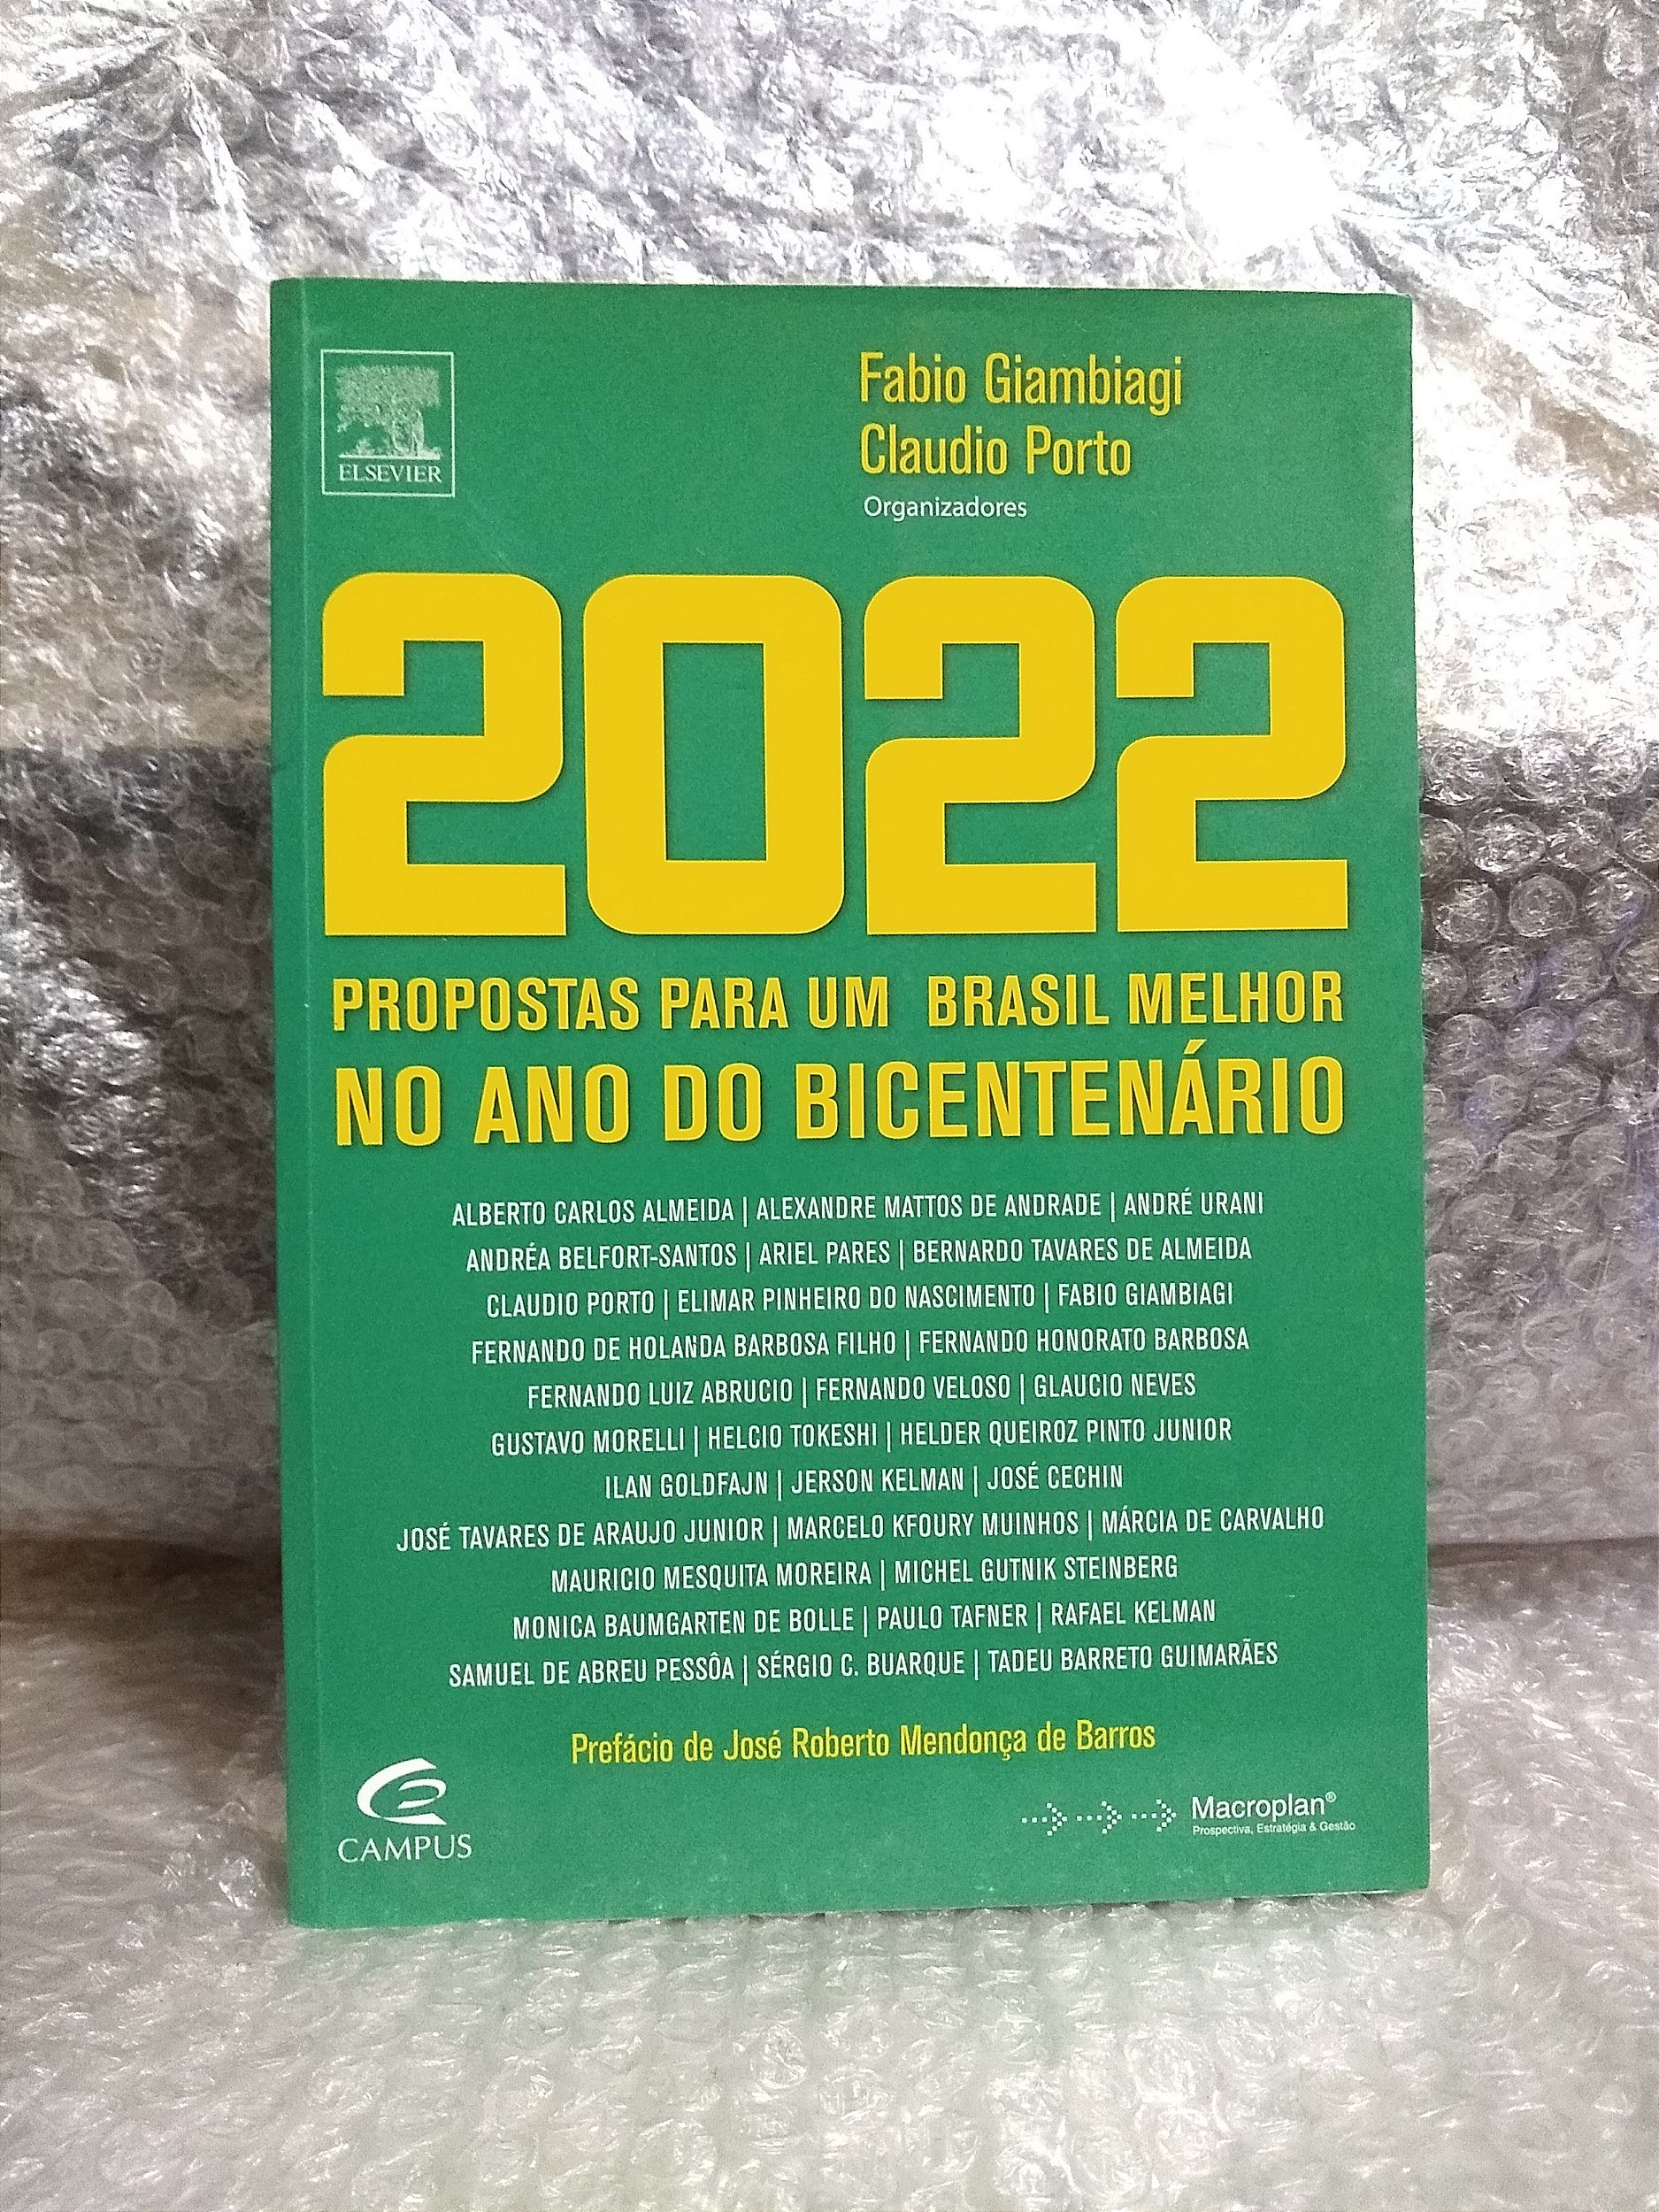 ELSEVIER
Fabio Giambiagi
Claudio Porto
Organizadores
2022
PROPOSTAS PARA UM BRASIL MELHOR
NO ANO DO BICENTENÁRIO
ALBERTO CARLOS ALMEIDA | ALEXANDRE MATTOS DE ANDRADE | ANDRÉ URANI
ANDRÉA BELFORT-SANTOS | ARIEL PARES | BERNARDO TAVARES DE ALMEIDA
CLAUDIO PORTO | ELIMAR PINHEIRO DO NASCIMENTO | FABIO GIAMBIAGI
FERNANDO DE HOLANDA BARBOSA FILHO | FERNANDO HONORATO BARBOSA
FERNANDO LUIZ ABRUCIO | FERNANDO VELOSO | GLAUCIO NEVES
GUSTAVO MORELLI | HELCIO TOKESHI | HELDER QUEIROZ PINTO JUNIOR
ILAN GOLDFAJN | JERSON KELMAN | JOSÉ CECHIN
JOSÉ TAVARES DE ARAUJO JUNIOR | MARCELO KFOURY MUINHOS | MÁRCIA DE CARVALHO
MAURICIO MESQUITA MOREIRA | MICHEL GUTNIK STEINBERG
MONICA BAUMGARTEN DE BOLLE | PAULO TAFNER | RAFAEL KELMAN
SAMUEL DE ABREU PESSÔA | SÉRGIO C. BUARQUE | TADEU BARRETO GUIMARÃES
Prefácio de José Roberto Mendonça de Barros
CAMPUS
Macroplan®
Prospectiva, Estratégia & Gestão